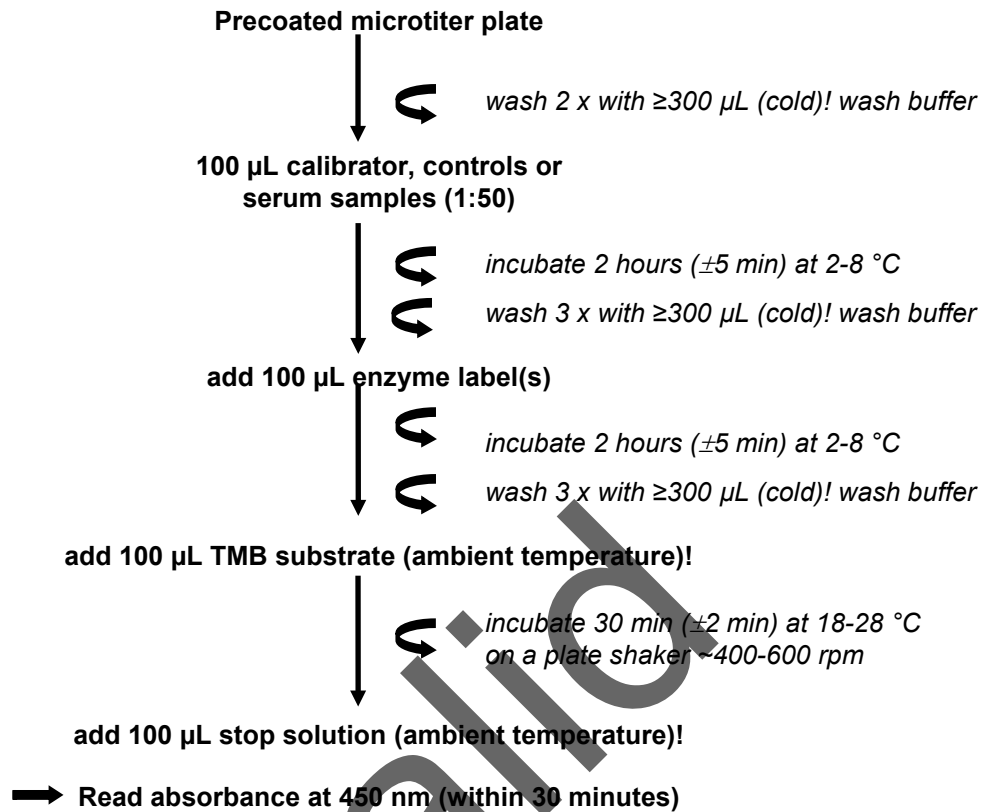 Precoated microtiter plate
wash 2 x with ≥300 µL (cold)! wash buffer
100 µL calibrator, controls or
serum samples (1:50)
incubate 2 hours (±5 min) at 2-8 °C
wash 3 x with ≥300 µL (cold)! wash buffer
add 100 µL enzyme label(s)
incubate 2 hours (±5 min) at 2-8 °C
wash 3 x with ≥300 µL (cold)! wash buffer
add 100 µL TMB substrate (ambient temperature)!
incubate 30 min (±2 min) at 18-28 °C
on a plate shaker ~400-600 rpm
add 100 µL stop solution (ambient temperature)!
Read absorbance at 450 nm (within 30 minutes)